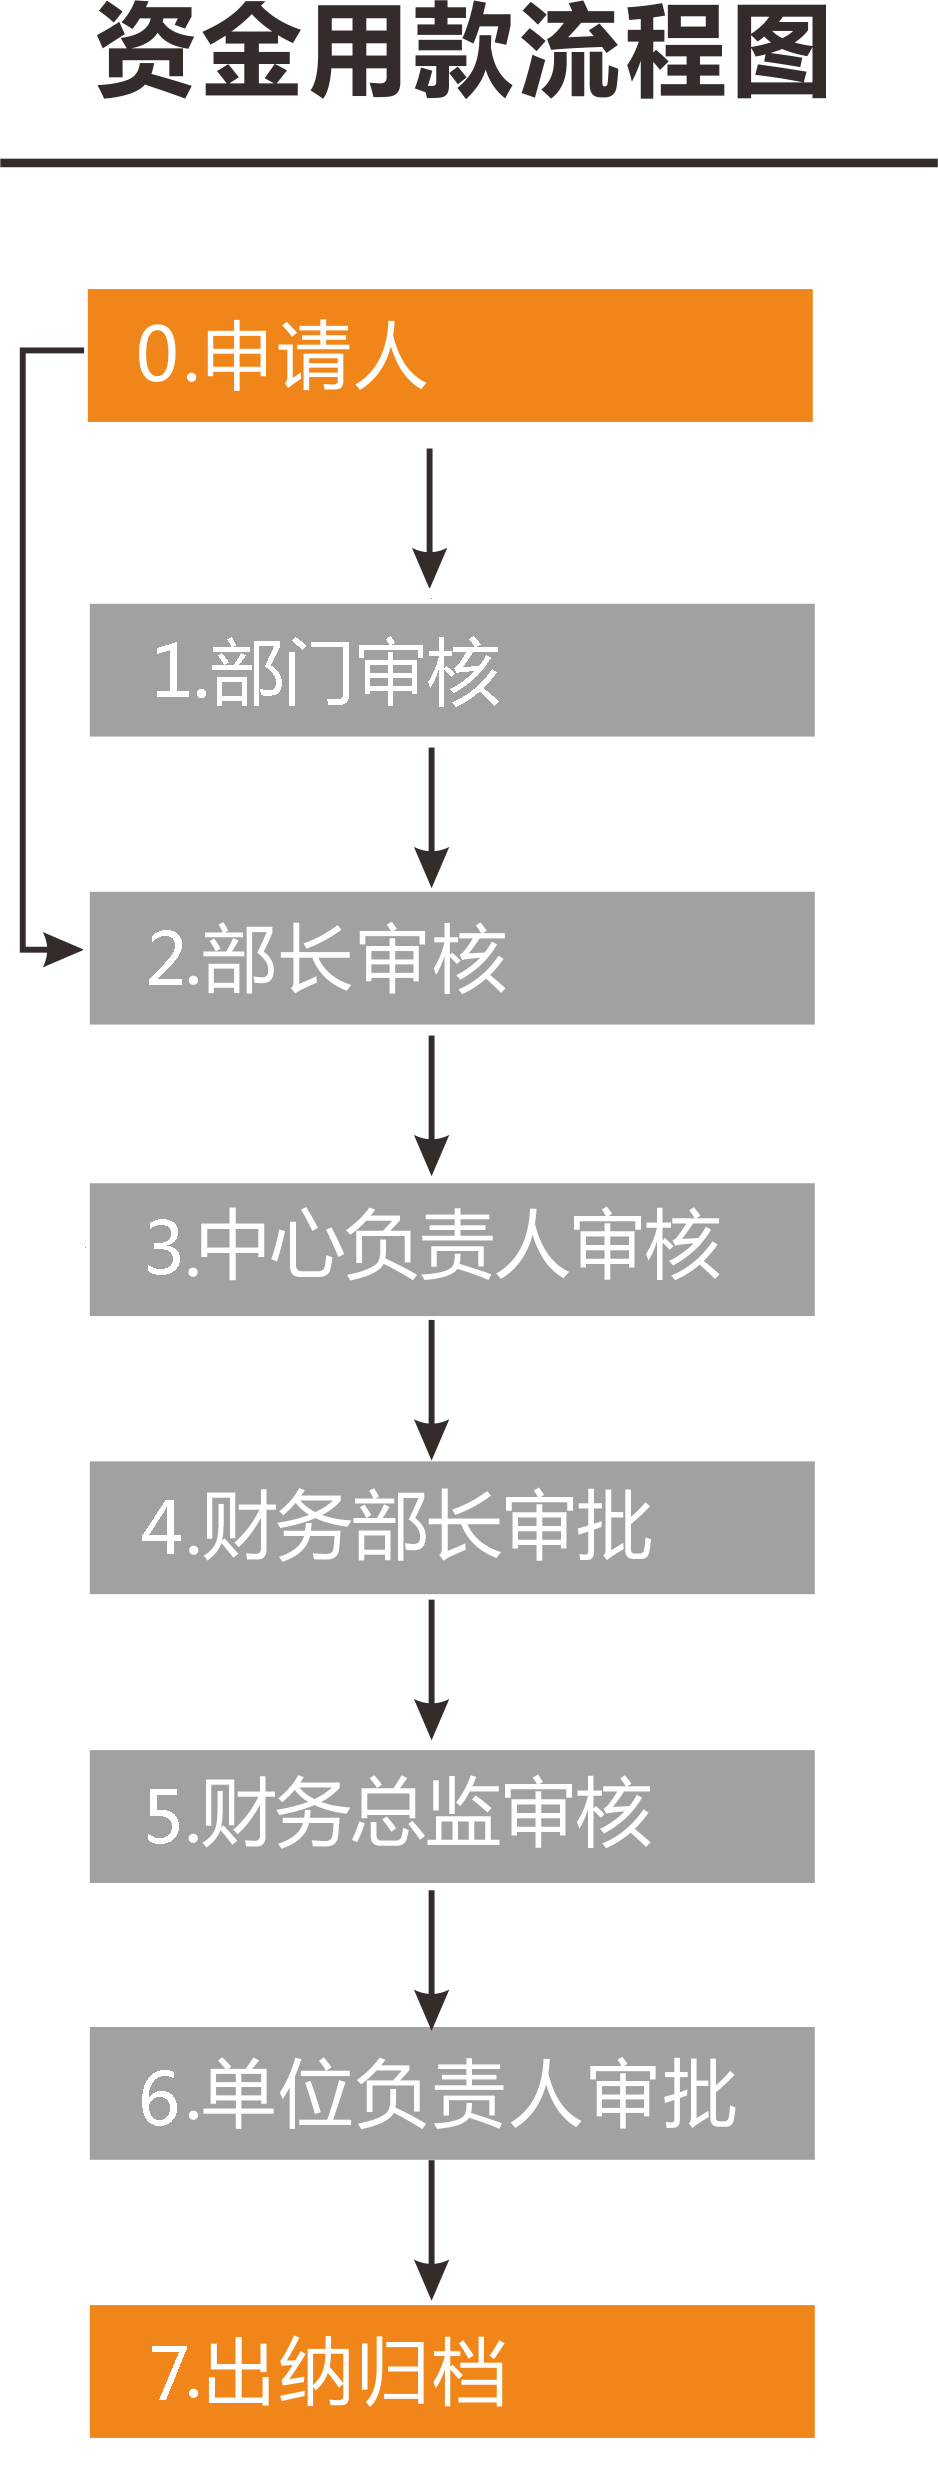 资金用款流程图
0.申请人
1.部门审核
2.部长审核
3.中心负责人审核
4.财务部长审批
5.财务总监审核
6.单位负责人审批
7.出纳归档